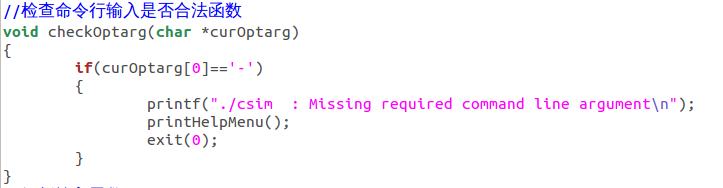 //检查命令行输入是否合法函数
void checkOptarg(char *curOptarg)
{
        if(curOptarg[0]=='-')
        {
                printf("./csim  : Missing required command line argument\n");
                printHelpMenu();
                exit(0);
        }
}